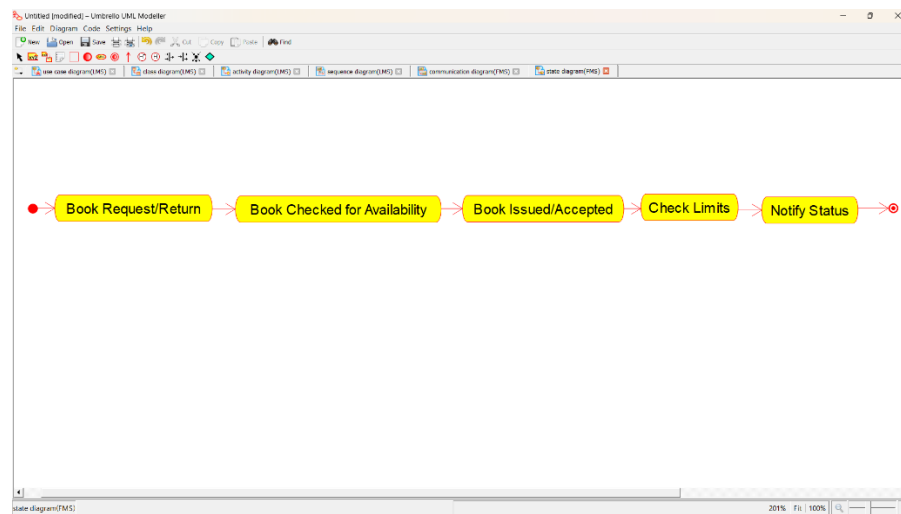 Untitled [modified] – Umbrello UML Modeller
File Edit Diagram Code Settings Help
New Open Save Cut Copy Paste Find
use case diagram(LMS) class diagram(LMS) activity diagram(LMS) sequence diagram(LMS) communication diagram(FMS) state diagram(FMS)
Book Request/Return Book Checked for Availability Book Issued/Accepted Check Limits Notify Status
state diagram(FMS) 201% Fit 100%